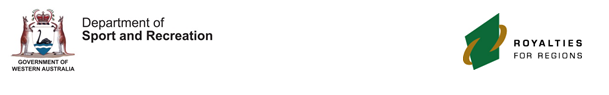 Department of
Sport and Recreation
GOVERNMENT OF
WESTERN AUSTRALIA
ROYALTIES
FOR REGIONS